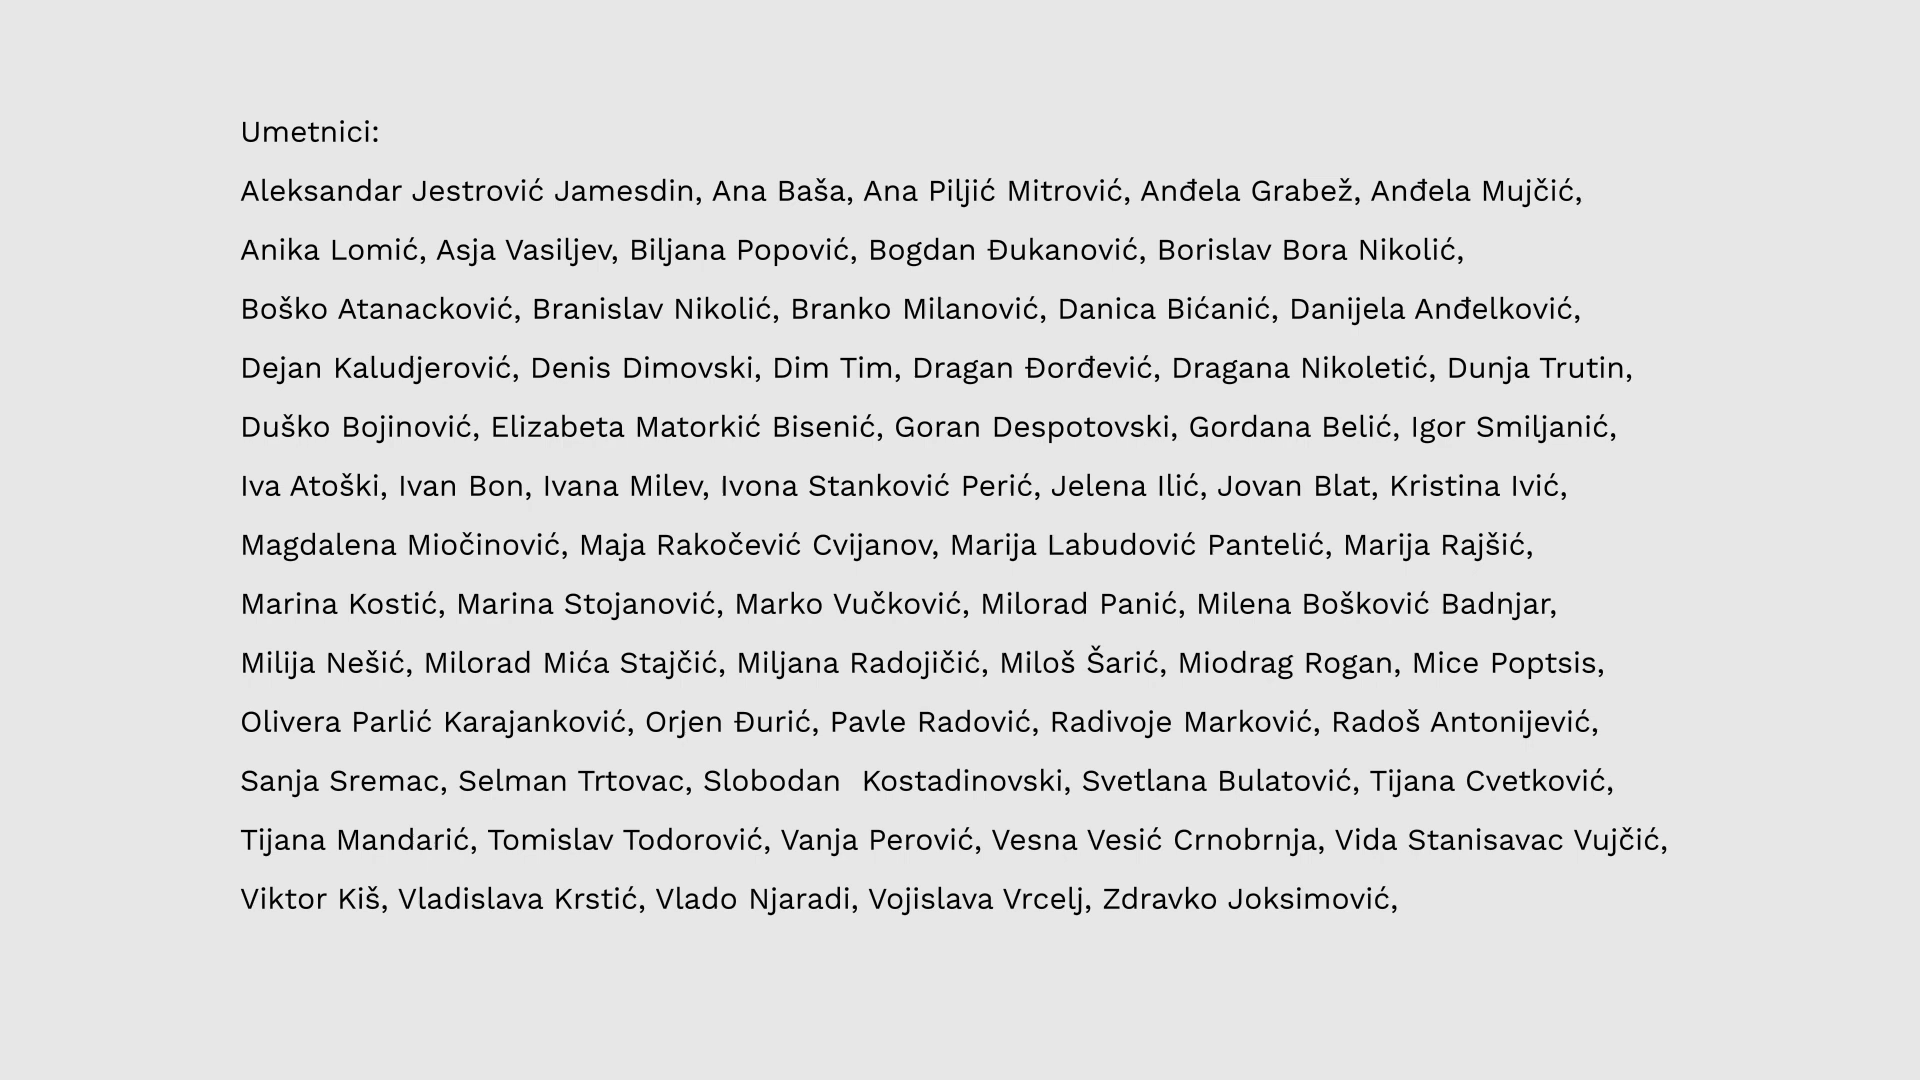 Umetnici:
Aleksandar Jestrović Jamesdin, Ana Baša, Ana Piljić Mitrović, Anđela Grabež, Anđela Mujčić,
Anika Lomić, Asja Vasiljev, Biljana Popović, Bogdan Đukanović, Borislav Bora Nikolić,
Boško Atanacković, Branislav Nikolić, Branko Milanović, Danica Bićanić, Danijela Anđelković,
Dejan Kaludjerović, Denis Dimovski, Dim Tim, Dragan Đorđević, Dragana Nikoletić, Dunja Trutin,
Duško Bojinović, Elizabeta Matorkić Bisenić, Goran Despotovski, Gordana Belić, Igor Smiljanić,
Iva Atoški, Ivan Bon, Ivana Milev, Ivona Stanković Perić, Jelena Ilić, Jovan Blat, Kristina Ivić,
Magdalena Miočinović, Maja Rakočević Cvijanov, Marija Labudović Pantelić, Marija Rajšić,
Marina Kostić, Marina Stojanović, Marko Vučković, Milorad Panić, Milena Bošković Badnjar,
Milija Nešić, Milorad Mića Stajčić, Miljana Radojičić, Miloš Šarić, Miodrag Rogan, Mice Poptsis,
Olivera Parlić Karajanković, Orjen Đurić, Pavle Radović, Radivoje Marković, Radoš Antonijević,
Sanja Sremac, Selman Trtovac, Slobodan  Kostadinovski, Svetlana Bulatović, Tijana Cvetković,
Tijana Mandarić, Tomislav Todorović, Vanja Perović, Vesna Vesić Crnobrnja, Vida Stanisavac Vujčić,
Viktor Kiš, Vladislava Krstić, Vlado Njaradi, Vojislava Vrcelj, Zdravko Joksimović,